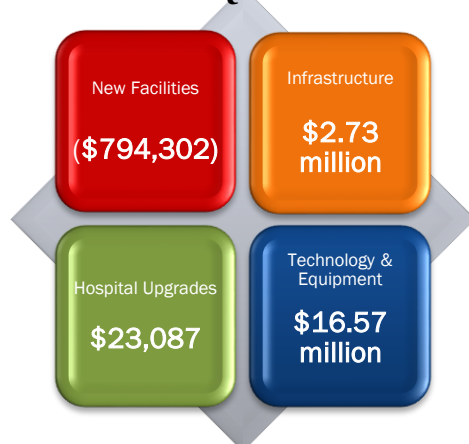 New Facilities
($794,302)
Infrastructure
$2.73
million
Hospital Upgrades
$23,087
Technology &
Equipment
$16.57
million